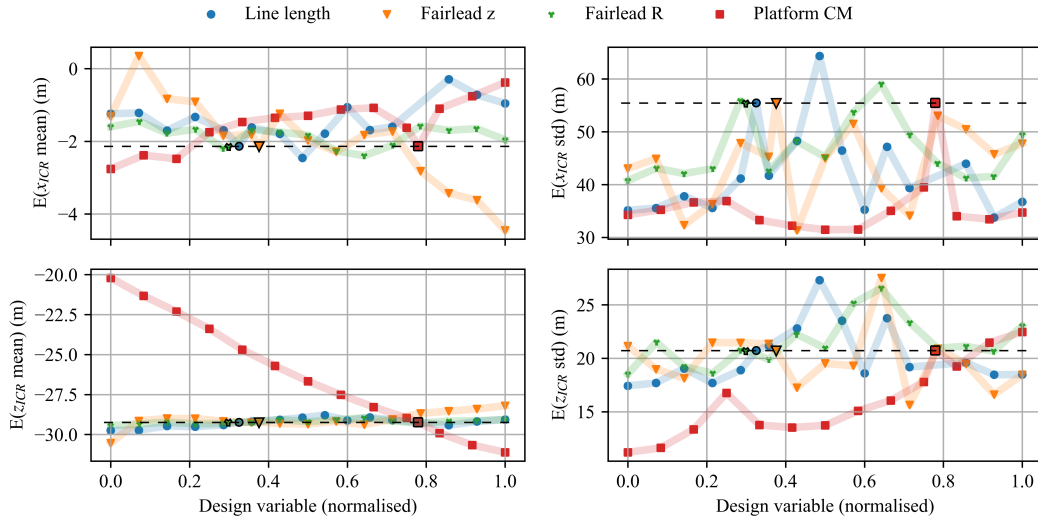 Line length Fairlead z Fairlead R Platform CM
E(x_ICR mean) (m)
0
−2
−4
E(x_ICR std) (m)
60
50
40
30
E(z_ICR mean) (m)
−20.0
−22.5
−25.0
−27.5
−30.0
0.0 0.2 0.4 0.6 0.8 1.0
Design variable (normalised)
E(z_ICR std) (m)
25
20
15
0.0 0.2 0.4 0.6 0.8 1.0
Design variable (normalised)